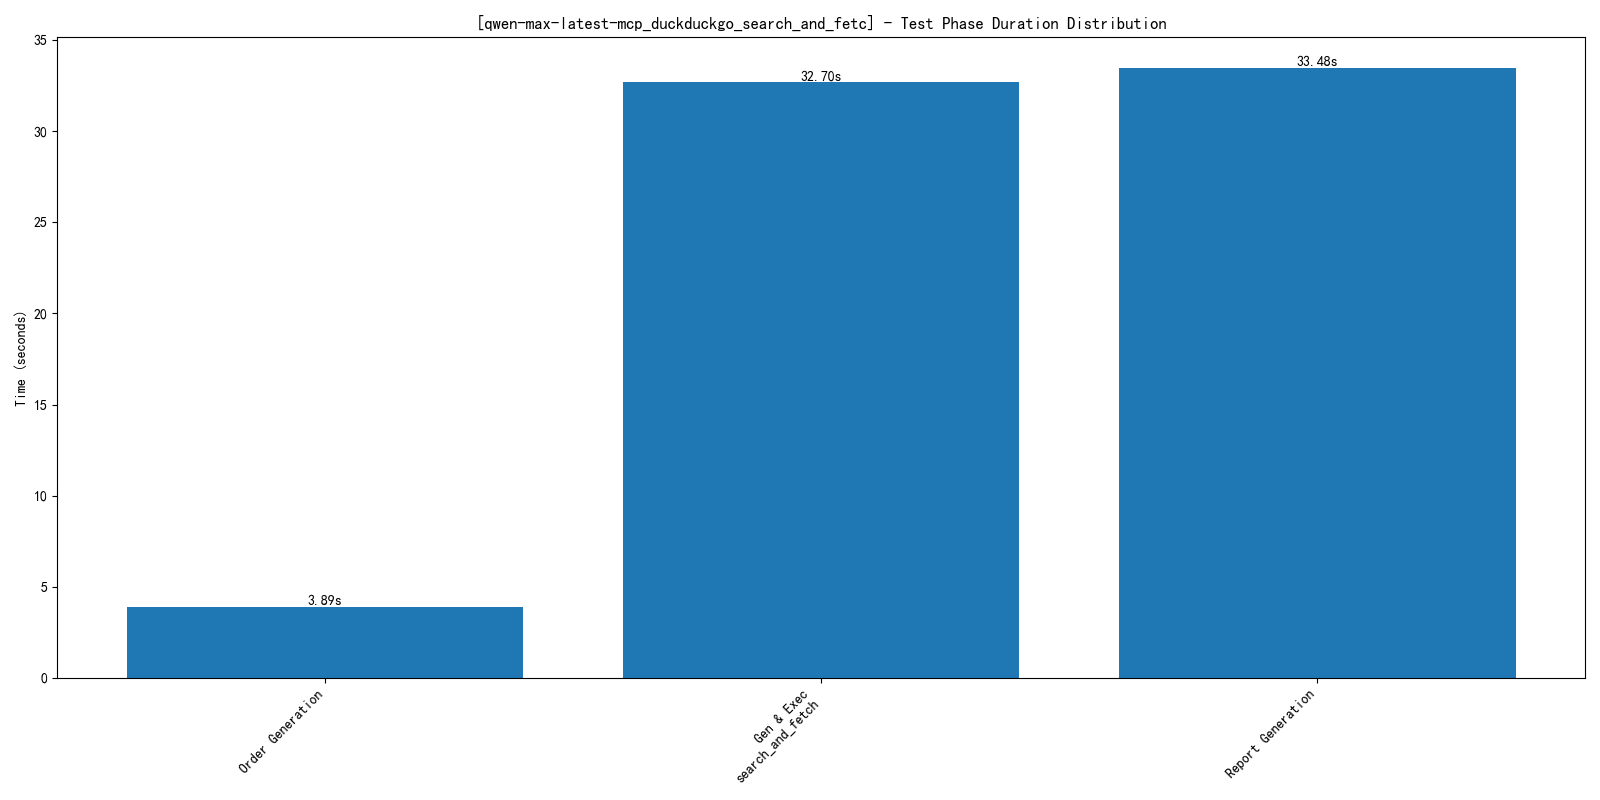 [qwen-max-latest-mcp_duckduckgo_search_and_fetc] - Test Phase Duration Distribution
35
30
25
20
15
10
5
0
Time (seconds)
3.89s
32.70s
33.48s
Order Generation
Gen & Exec
search_and_fetch
Report Generation